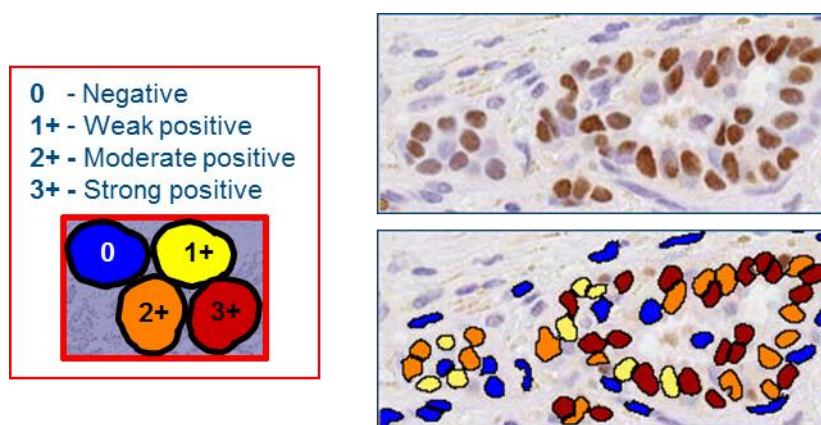 0 - Negative
1+ - Weak positive
2+ - Moderate positive
3+ - Strong positive
0
1+
2+
3+